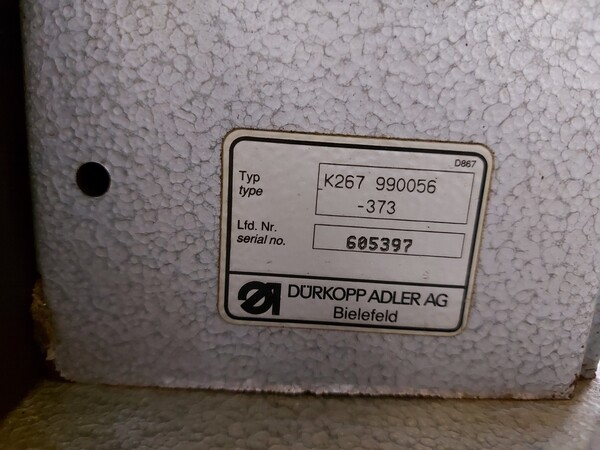 D867
Typ
type
K267 990056
-373
Lfd. Nr.
serial no.
605397
DÜRKOPP ADLER AG
Bielefeld